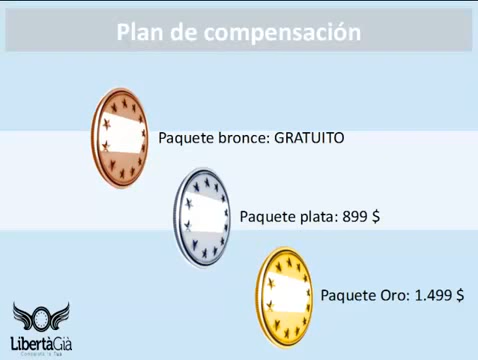 Plan de compensación
Paquete bronce: GRATUITO
Paquete plata: 899 $
Paquete Oro: 1.499 $
LibertàGià